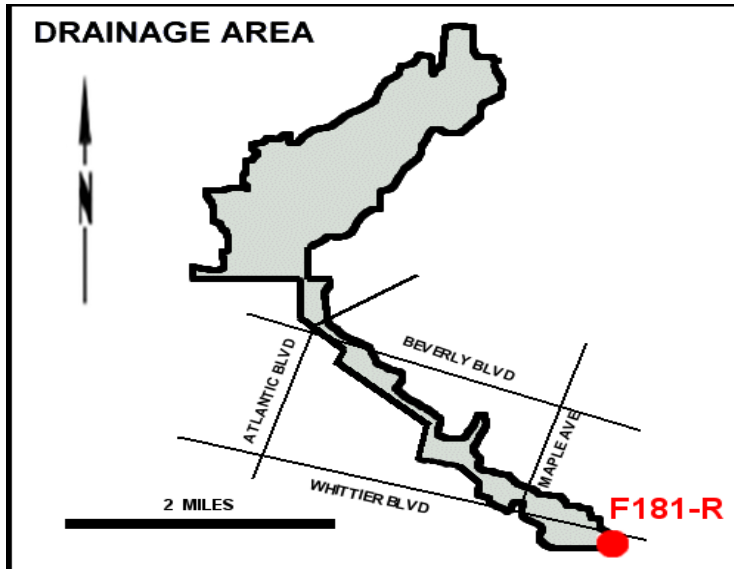 DRAINAGE AREA
N
BEVERLY BLVD
ATLANTIC BLVD
MAPLE AVE
WHITTIER BLVD
2 MILES
F181-R